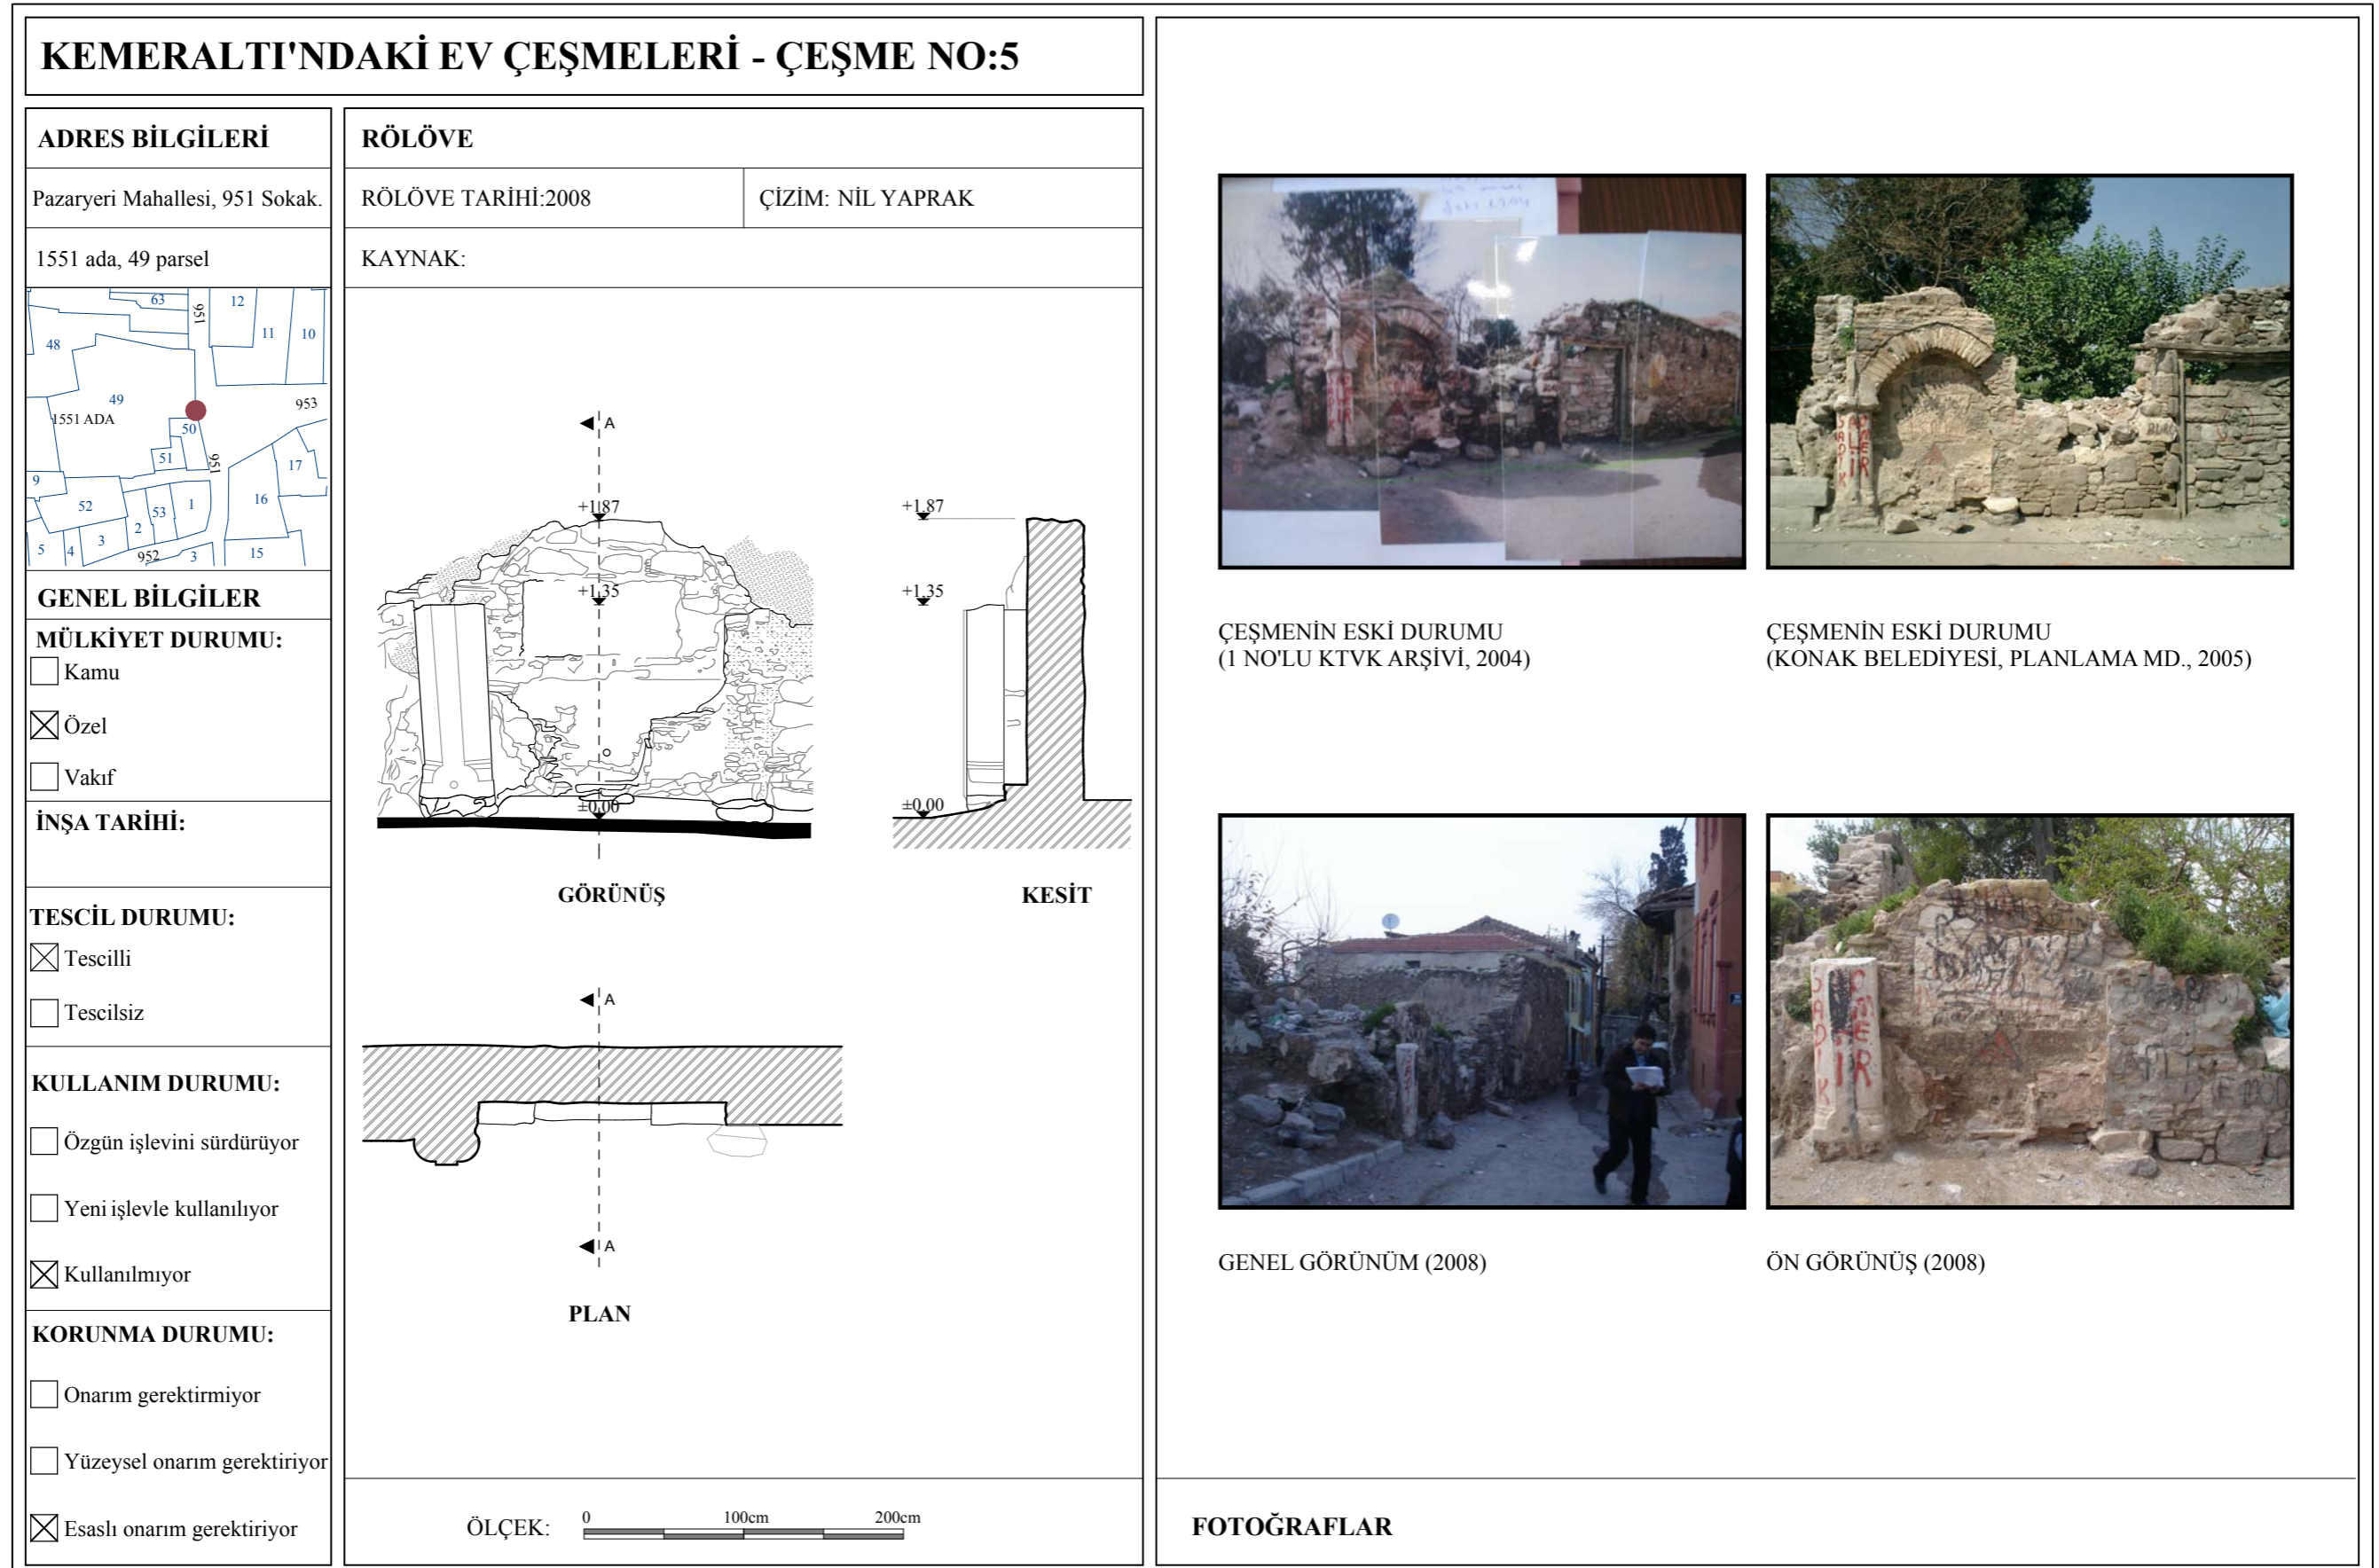 KEMERALTI'NDAKİ EV ÇEŞMELERİ - ÇEŞME NO:5
ADRES BİLGİLERİ
Pazaryeri Mahallesi, 951 Sokak.
1551 ada, 49 parsel
63
951
12
11
10
48
49
953
1551 ADA
50
51
951
17
9
52
53
1
16
2
3
5
4
952
3
15
GENEL BİLGİLER
MÜLKİYET DURUMU:
Kamu
Özel
Vakıf
İNŞA TARİHİ:
TESCİL DURUMU:
Tescilli
Tescilsiz
KULLANIM DURUMU:
Özgün işlevini sürdürüyor
Yeni işlevle kullanılıyor
Kullanılmıyor
KORUNMA DURUMU:
Onarım gerektirmiyor
Yüzeysel onarım gerektiriyor
Esaslı onarım gerektiriyor
RÖLÖVE
RÖLÖVE TARİHİ:2008
ÇİZİM: NİL YAPRAK
KAYNAK:
A
+1.87
+1.35
±0.00
GÖRÜNÜŞ
+1.87
+1.35
±0.00
KESİT
A
A
PLAN
ÖLÇEK:
0 100cm 200cm
ÇEŞMENİN ESKİ DURUMU
(1 NO'LU KTVK ARŞİVİ, 2004)
ÇEŞMENİN ESKİ DURUMU
(KONAK BELEDİYESİ, PLANLAMA MD., 2005)
GENEL GÖRÜNÜM (2008)
SADIK
ÖN GÖRÜNÜŞ (2008)
FOTOĞRAFLAR